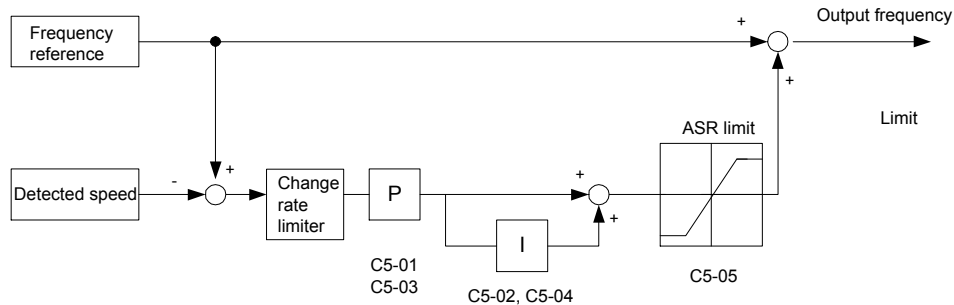 Output frequency
Frequency
reference
+
+
Limit
ASR limit
-
+
Detected speed
Change
rate
limiter
P
+
+
I
C5-01
C5-03
C5-02, C5-04
C5-05